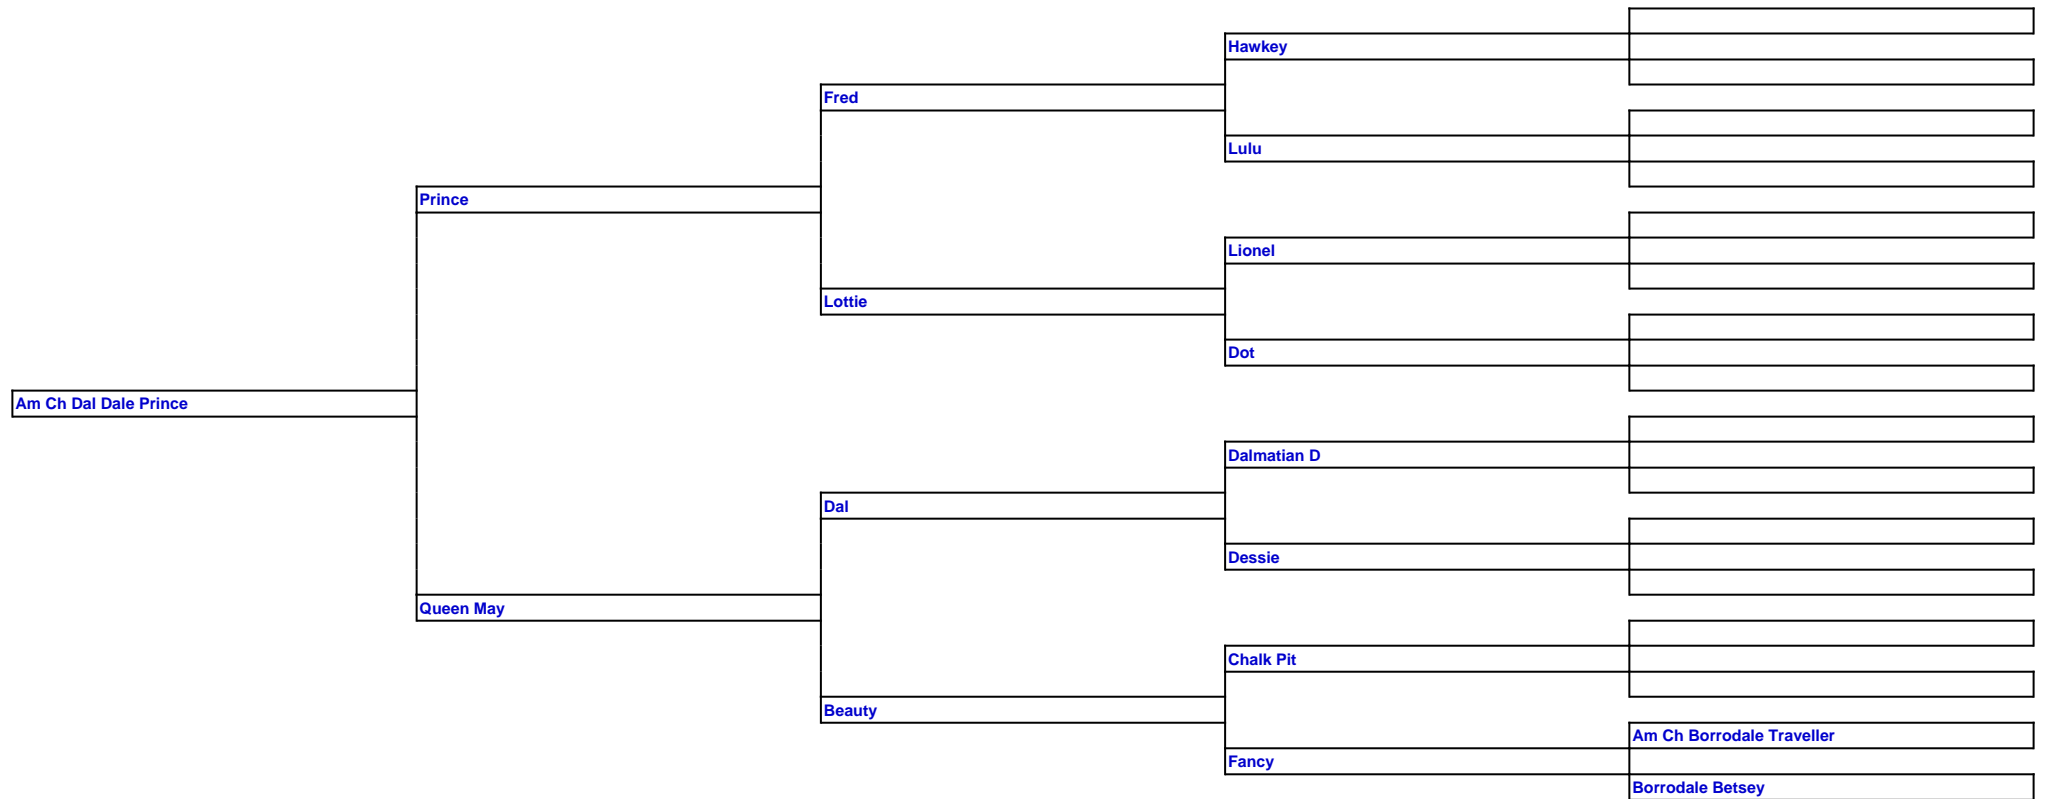 Hawkey
Fred
Lulu
Prince
Lionel
Lottie
Dot
Am Ch Dal Dale Prince
Dalmatian D
Dal
Dessie
Queen May
Chalk Pit
Beauty
Am Ch Borrodale Traveller
Fancy
Borrodale Betsey